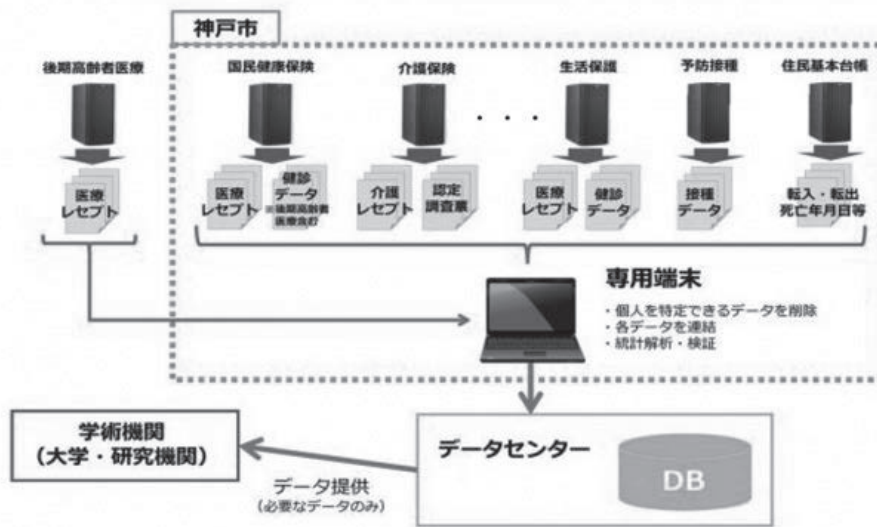 神戸市
後期高齢者医療
国民健康保険
介護保険
・・・
生活保護
予防接種
住民基本台帳
医療
レセプト
医療
レセプト
健診
データ
※後期高齢者
医療含む
介護
レセプト
認定
調査票
医療
レセプト
健診
データ
接種
データ
転入・転出
死亡年月日等
専用端末
・個人を特定できるデータを削除
・各データを連結
・統計解析・検証
学術機関
(大学・研究機関)
データ提供
(必要なデータのみ)
データセンター
DB